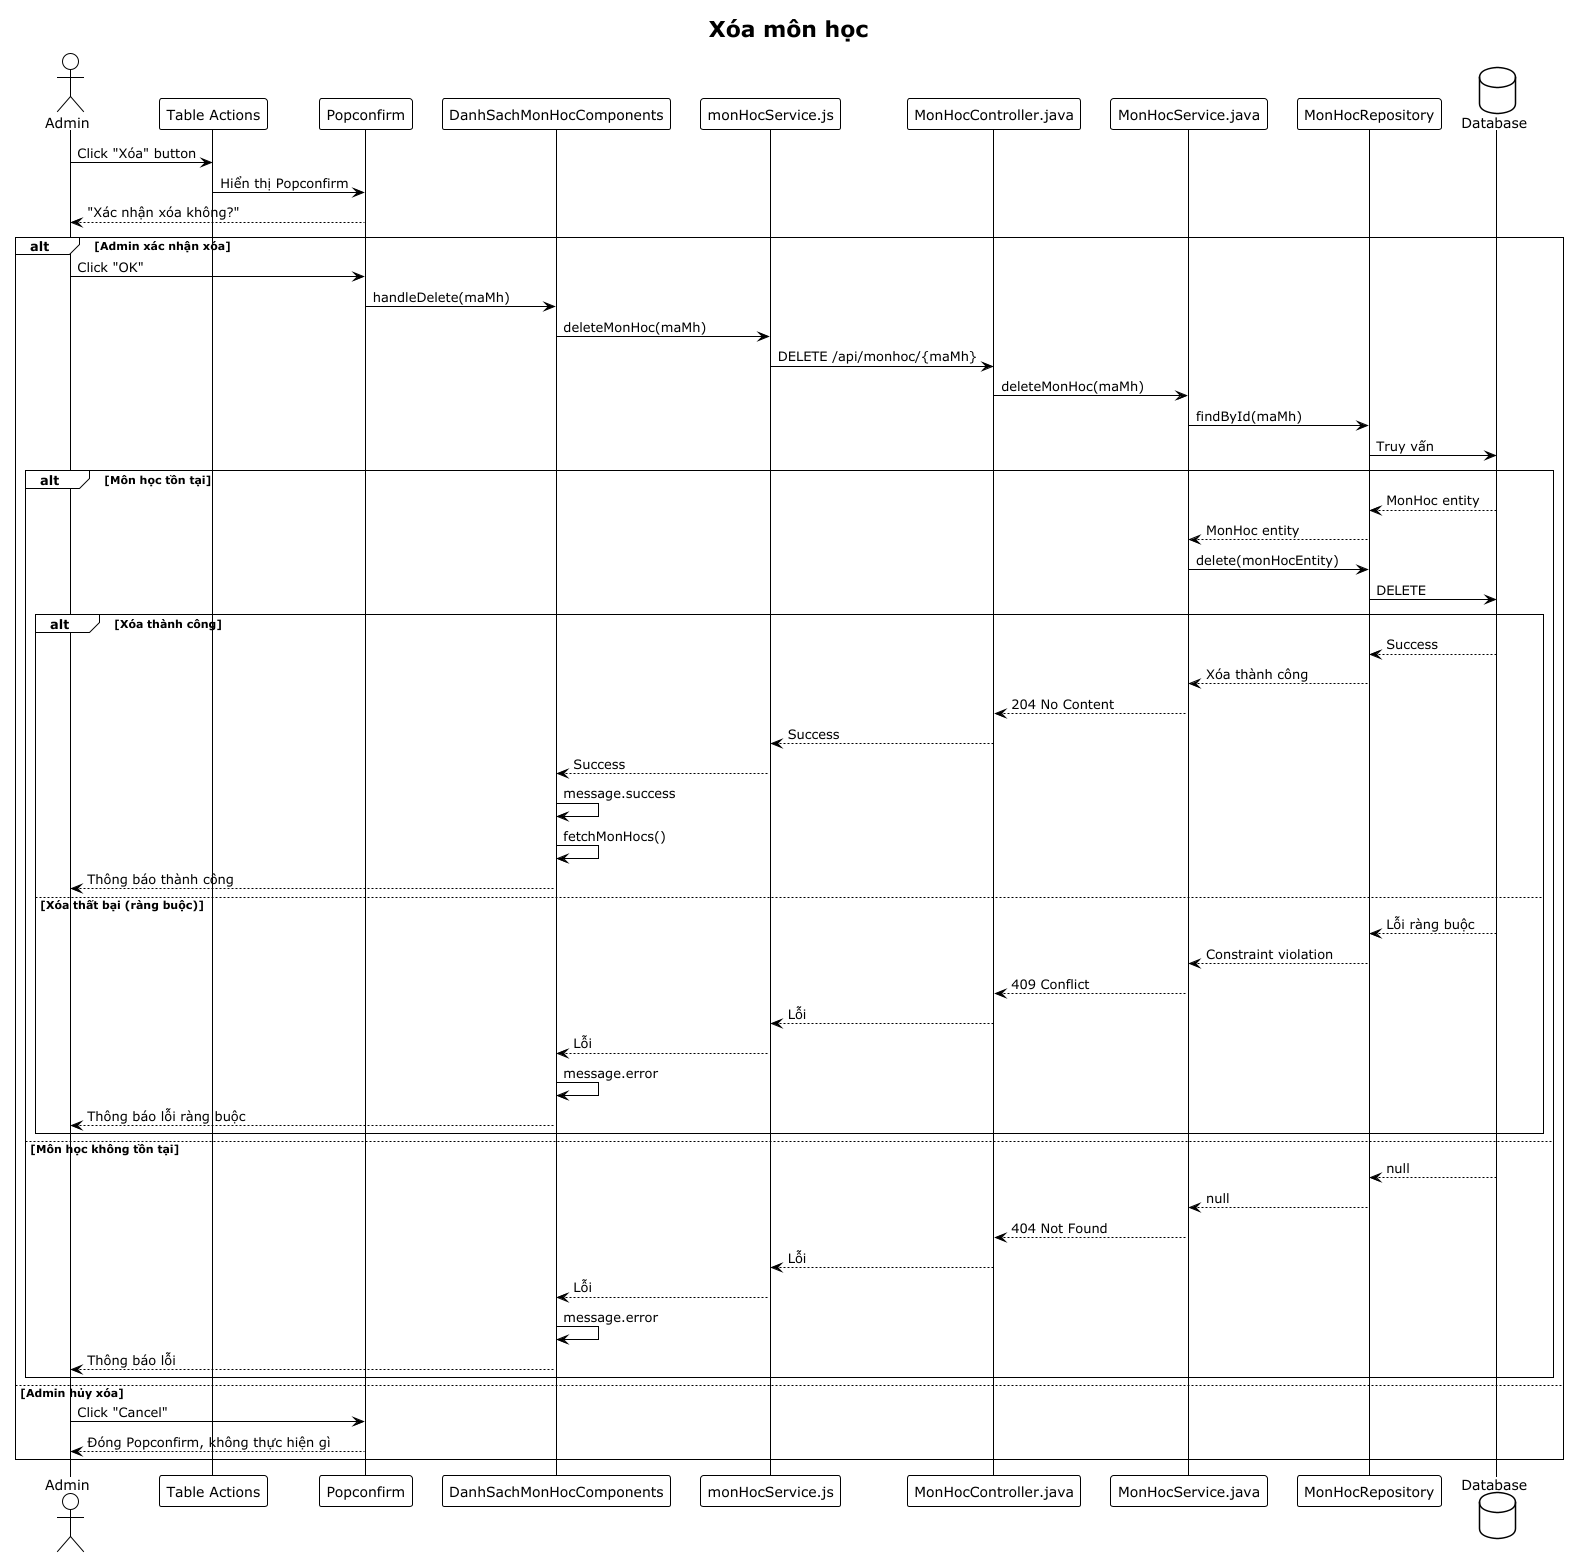 Xóa môn học
Admin
Table Actions
Popconfirm
DanhSachMonHocComponents
monHocService.js
MonHocController.java
MonHocService.java
MonHocRepository
Database
Click "Xóa" button
Hiển thị Popconfirm
"Xác nhận xóa không?"
alt [Admin xác nhận xóa]
Click "OK"
handleDelete(maMh)
deleteMonHoc(maMh)
DELETE /api/monhoc/{maMh}
deleteMonHoc(maMh)
findById(maMh)
Truy vấn
alt [Môn học tồn tại]
MonHoc entity
MonHoc entity
delete(monHocEntity)
DELETE
alt [Xóa thành công]
Success
Xóa thành công
204 No Content
Success
Success
message.success
fetchMonHocs()
Thông báo thành công
[Xóa thất bại (ràng buộc)]
Lỗi ràng buộc
Constraint violation
409 Conflict
Lỗi
Lỗi
message.error
Thông báo lỗi ràng buộc
[Môn học không tồn tại]
null
null
404 Not Found
Lỗi
Lỗi
message.error
Thông báo lỗi
[Admin hủy xóa]
Click "Cancel"
Đóng Popconfirm, không thực hiện gì
Admin
Table Actions
Popconfirm
DanhSachMonHocComponents
monHocService.js
MonHocController.java
MonHocService.java
MonHocRepository
Database